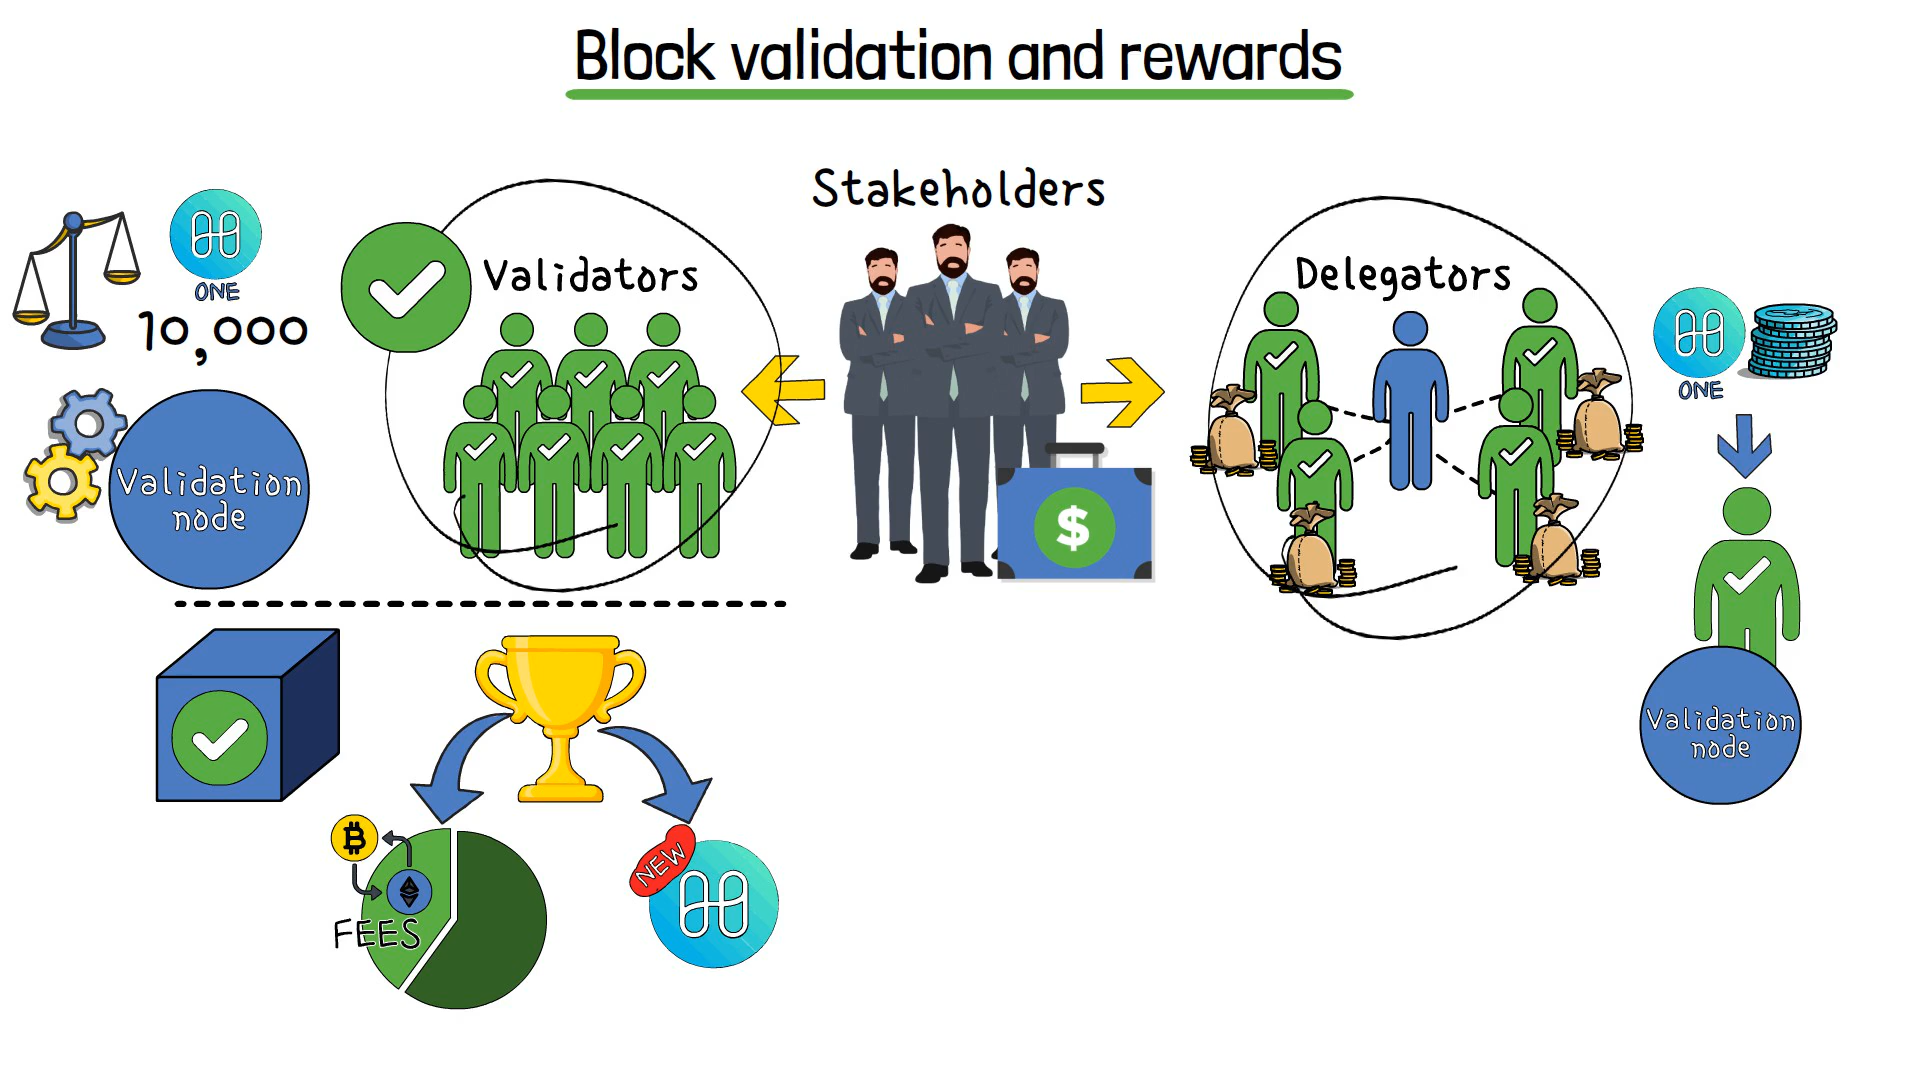 Block validation and rewards
Stakeholders
ONE
10,000
Validators
Delegators
ONE
Validation
node
Validation
node
$
FEES
NEW